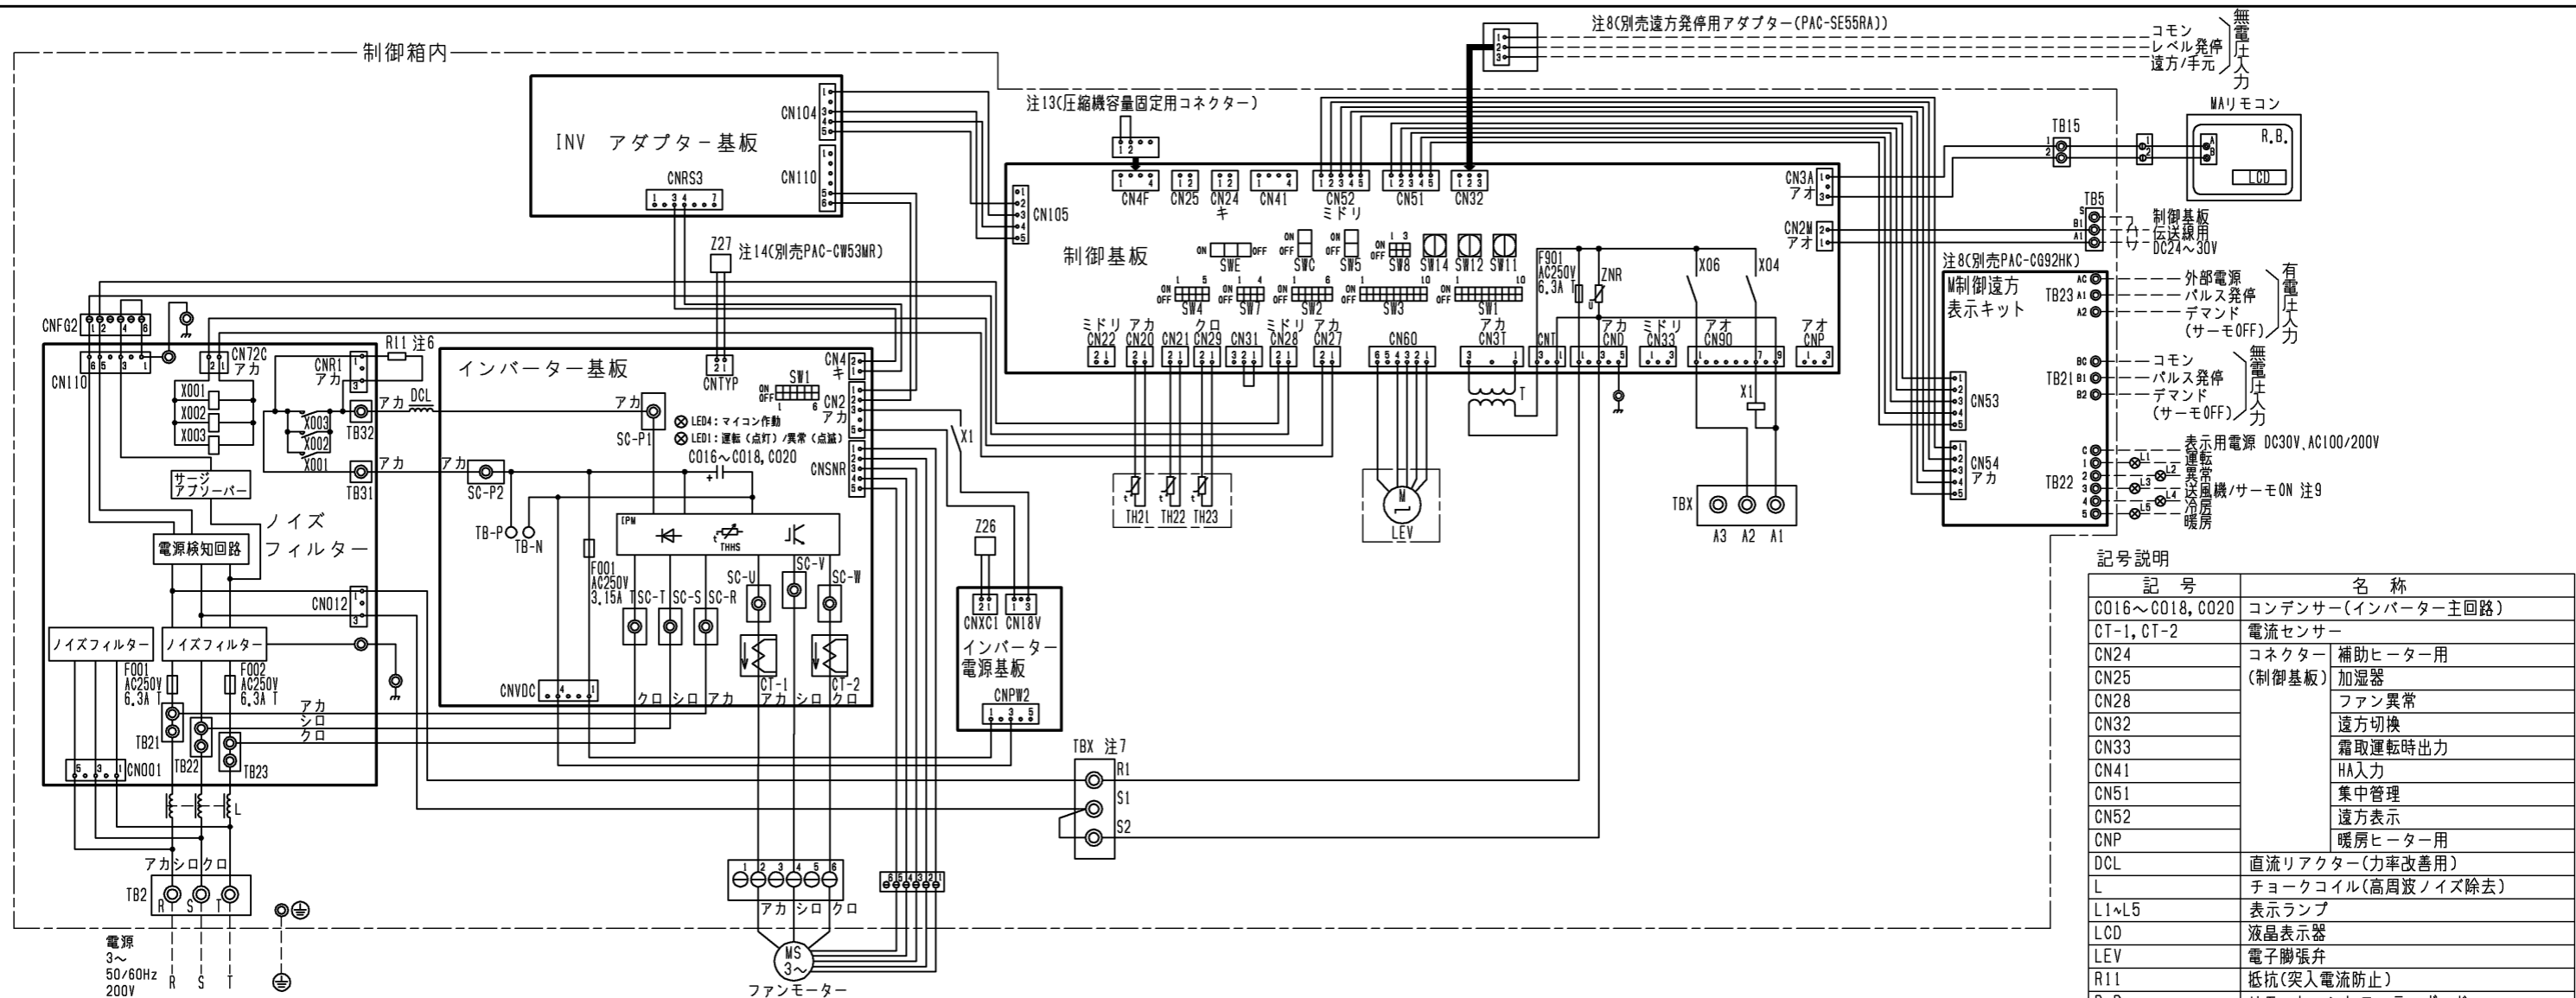 制御箱内
注8(別売遠方発停用アダプター(PAC-SE55RA))
コモン
レベル発停
遠方/手元
無電圧入力
INV アダプター基板
CN104
CN110
CNRS3
注13(圧縮機容量固定用コネクター)
CN4F
CN25
CN24
キ
CN41
CN52
ミドリ
CN51
CN32
CN3A
アオ
CN2M
アオ
CN105
制御基板
SWE
SWC
SW5
SW8
SW14
SW12
SW11
ON
OFF
SW4
SW7
SW2
SW3
SW1
F901
AC250V
6.3A T
ZNR
X06
X04
ミドリ
CN22
アカ
CN20
CN21
クロ
CN29
CN31
ミドリ
CN28
アカ
CN27
CN60
アカ
CN3T
CNT
アカ
CND
ミドリ
CN33
アオ
CN90
アオ
CNP
T
X1
TH21
TH22
TH23
M
LEV
TBX
A3 A2 A1
TB15
MAリモコン
R.B.
LCD
TB5
S
B1
A1
制御基板
伝送線用
DC24～30V
注8(別売PAC-CG92HK)
M制御遠方
表示キット
TB23
AC
A1
A2
外部電源
パルス発停
デマンド
(サーモOFF)
有電圧入力
TB21
BC
B1
B2
コモン
パルス発停
デマンド
(サーモOFF)
無電圧入力
CN53
CN54
アカ
TB22
表示用電源 DC30V、AC100/200V
L1 運転
L2 異常
L3 送風機/サーモON 注9
L4 冷房
L5 暖房
Z27
注14(別売PAC-CW53MR)
CNFG2
CN110
CN72C
アカ
CNR1
アカ
R11 注6
X001
X002
X003
X003
X002
X001
サージ
アブソーバー
電源検知回路
ノイズ
フィルター
TB32
アカ
DCL
TB31
アカ
CN012
ノイズフィルター
ノイズフィルター
F001
AC250V
6.3A T
F002
AC250V
6.3A T
アカ
シロ
クロ
TB21
TB22
TB23
CN001
L
アカシロクロ
TB2
R
S
T
電源
3～
50/60Hz
200V
R
S
T
インバーター基板
CNTYP
SW1
ON
OFF
CN4
キ
CN2
アカ
CNSNR
アカ
SC-P1
LED4：マイコン作動
LED1：運転（点灯）/異常（点滅）
C016～C018,C020
アカ
SC-P2
TB-P
TB-N
IPM
THHS
F001
AC250V
3.15A T
SC-T
SC-S
SC-R
SC-U
SC-V
SC-W
CT-1
CT-2
CNVDC
クロ シロ アカ
アカ シロ クロ
X1
Z26
CNXC1
CN18V
インバーター
電源基板
CNPW2
TBX 注7
R1
S1
S2
アカ シロ クロ
MS
3～
ファンモーター
記号説明
記 号 名 称
C016～C018,C020 コンデンサー(インバーター主回路)
CT-1,CT-2 電流センサー
CN24 コネクター 補助ヒーター用
CN25 (制御基板) 加湿器
CN28 ファン異常
CN32 遠方切換
CN33 霜取運転時出力
CN41 HA入力
CN51 集中管理
CN52 遠方表示
CNP 暖房ヒーター用
DCL 直流リアクター(力率改善用)
L チョークコイル(高周波ノイズ除去)
L1~L5 表示ランプ
LCD 液晶表示器
LEV 電子膨張弁
R11 抵抗(突入電流防止)